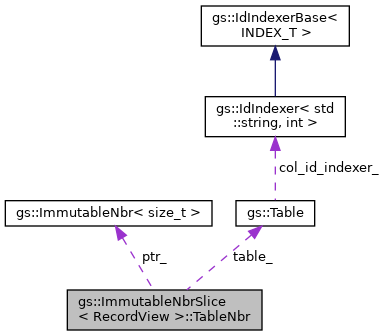 gs::IdIndexerBase<
INDEX_T >
gs::IdIndexer< std
::string, int >
col_id_indexer_
gs::ImmutableNbr< size_t >
gs::Table
ptr_
table_
gs::ImmutableNbrSlice
< RecordView >::TableNbr